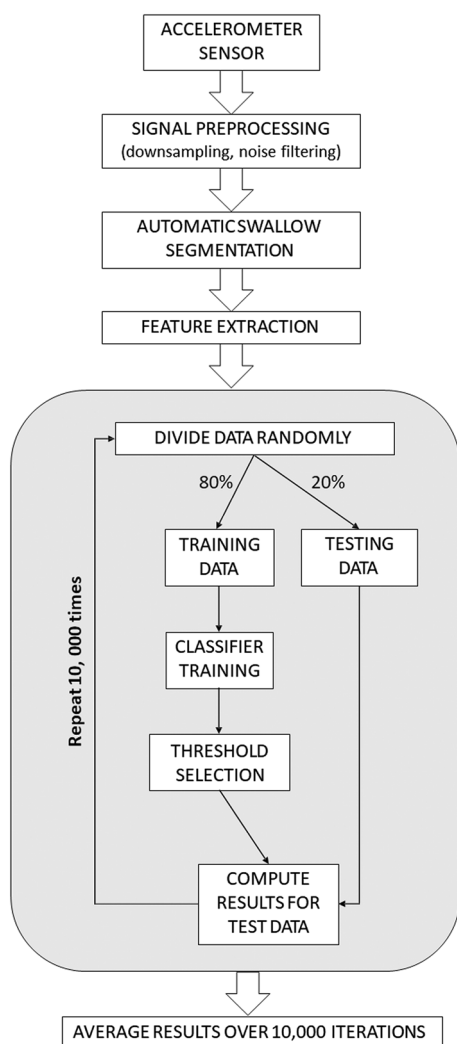 ACCELEROMETER
SENSOR
SIGNAL PREPROCESSING
(downsampling, noise filtering)
AUTOMATIC SWALLOW
SEGMENTATION
FEATURE EXTRACTION
DIVIDE DATA RANDOMLY
80%
20%
TRAINING
DATA
TESTING
DATA
CLASSIFIER
TRAINING
Repeat 10, 000 times
THRESHOLD
SELECTION
COMPUTE
RESULTS FOR
TEST DATA
AVERAGE RESULTS OVER 10,000 ITERATIONS